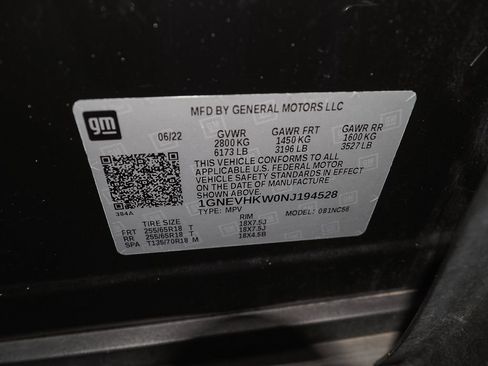 gm
MFD BY GENERAL MOTORS LLC
06/22 GVWR GAWR FRT GAWR RR
2800 KG 1450 KG 1600 KG
6173 LB 3196 LB 3527 LB
THIS VEHICLE CONFORMS TO ALL
APPLICABLE U.S. FEDERAL MOTOR
VEHICLE SAFETY STANDARDS IN EFFECT
ON THE DATE OF MANUFACTURE
SHOWN ABOVE.
1GNEVHKW0NJ194528
TYPE: MPV MODEL: 0B1NC56
384A
TIRE SIZE RIM
FRT 255/65R18 T 18X7.5J
RR 255/65R18 T 18X7.5J
SPA T135/70R18 M 18X4.5B